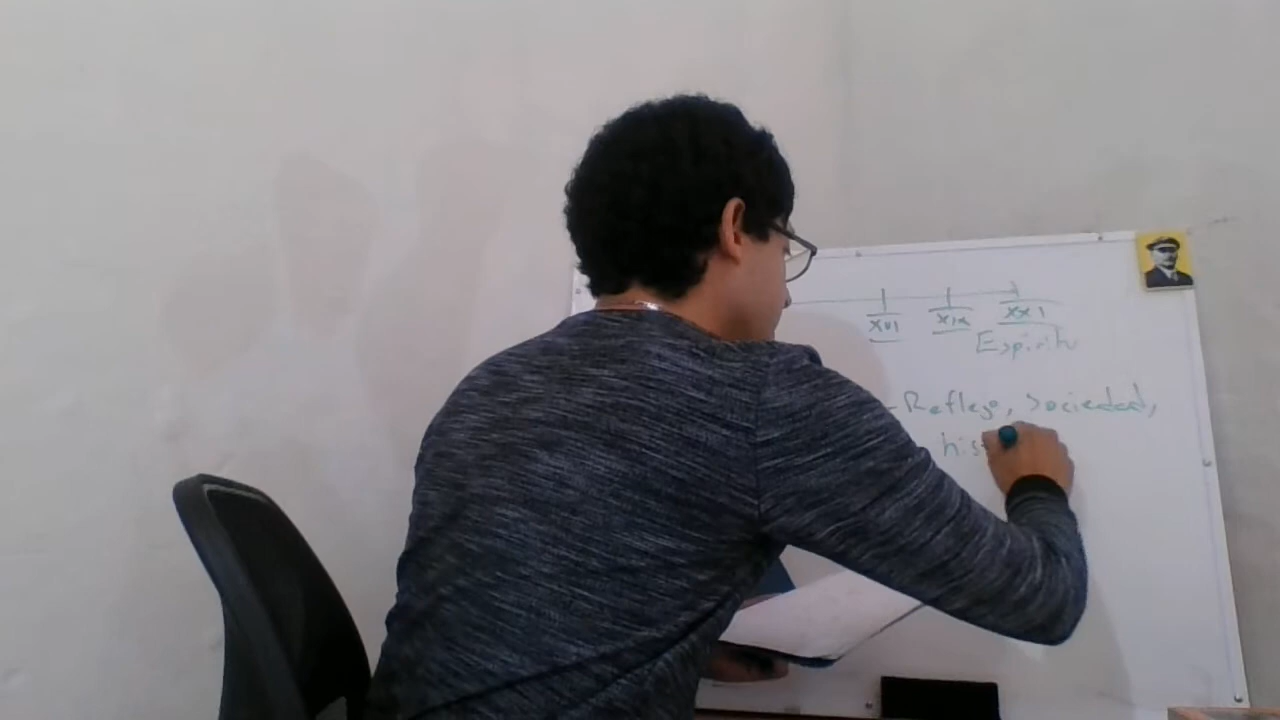 XVI XIX XXI
Espíritu
- Reflejo, sociedad,
his